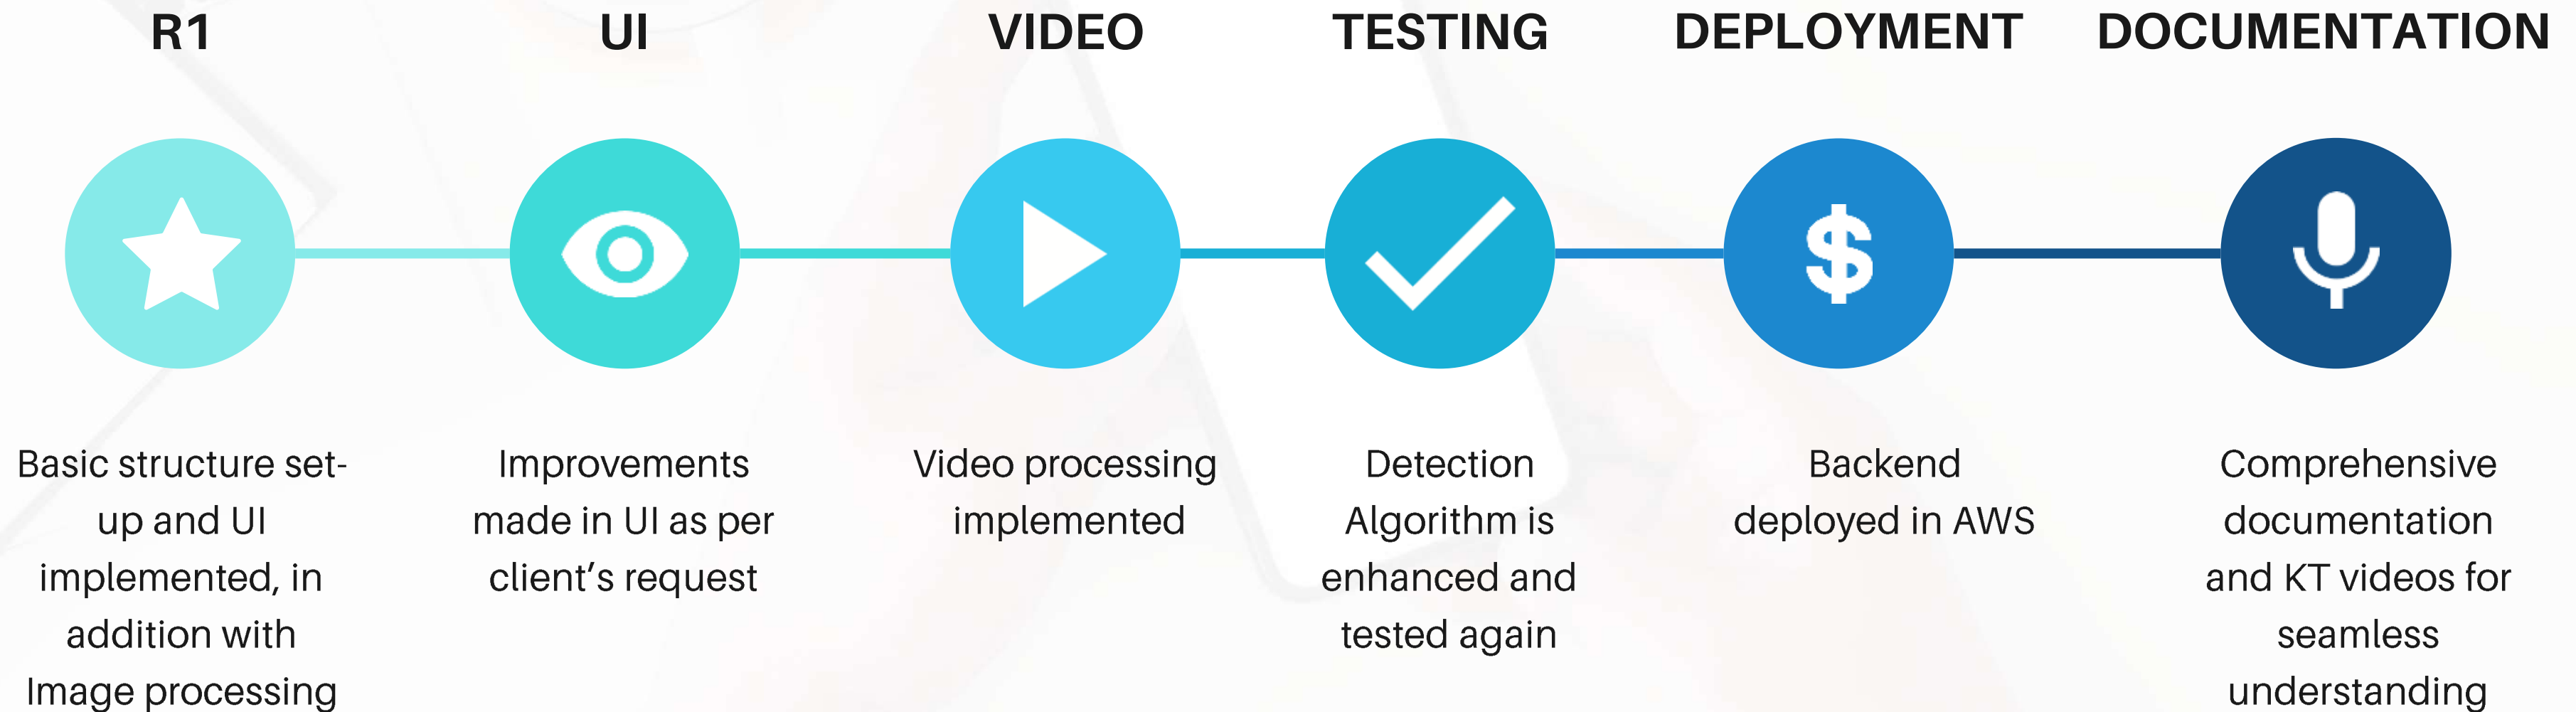 R1
Basic structure set-
up and UI
implemented, in
addition with
Image processing
UI
Improvements
made in UI as per
client’s request
VIDEO
Video processing
implemented
TESTING
Detection
Algorithm is
enhanced and
tested again
DEPLOYMENT
$
Backend
deployed in AWS
DOCUMENTATION
Comprehensive
documentation
and KT videos for
seamless
understanding